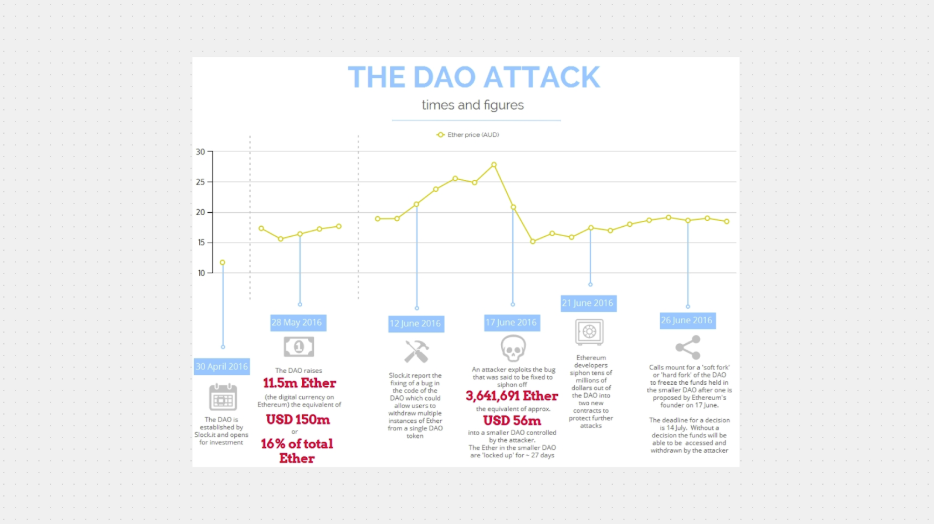 THE DAO ATTACK
times and figures
Ether price (AUD)
30
25
20
15
10
30 April 2016
The DAO is
established by
Slock.it and opens
for investment
28 May 2016
The DAO raises
11.5m Ether
(the digital currency on
Ethereum) the equivalent of
USD 150m
or
16% of total
Ether
12 June 2016
Slock.it report the
fixing of a bug in
the code of the
DAO which could
allow users to
withdraw multiple
instances of Ether
from a single DAO
token
17 June 2016
An attacker exploits the bug
that was said to be fixed to
siphon off
3,641,691 Ether
the equivalent of approx.
USD 56m
into a smaller DAO controlled
by the attacker.
The Ether in the smaller DAO
are 'locked up' for ~ 27 days
21 June 2016
Ethereum
developers
siphon tens of
millions of
dollars out of
the DAO into
two new
contracts to
protect further
attacks
26 June 2016
Calls mount for a 'soft fork'
or 'hard fork' of the DAO
to freeze the funds held in
the smaller DAO after one is
proposed by Ethereum's
founder on 17 June.
The deadline for a decision
is 14 July. Without a
decision the funds will be
able to be accessed and
withdrawn by the attacker